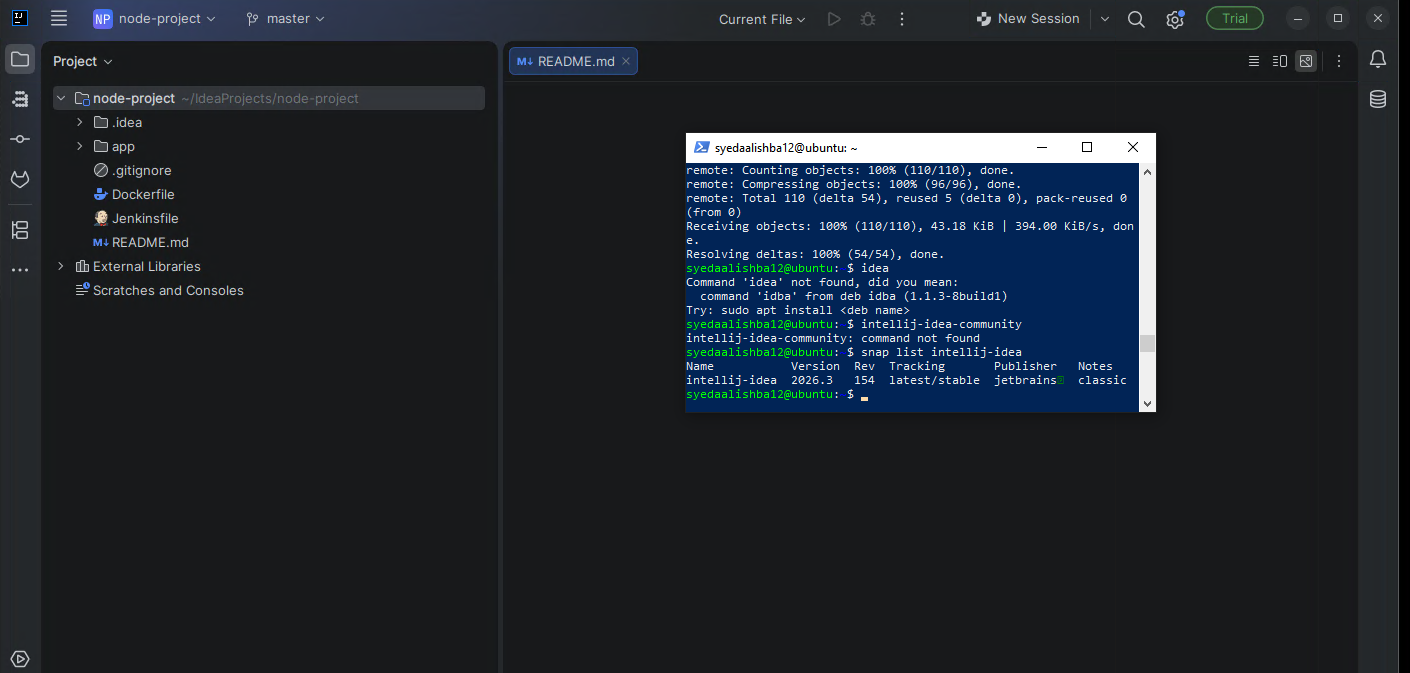 IJ
NP node-project master Current File New Session Trial
Project
M↓ README.md
node-project ~/IdeaProjects/node-project
.idea
app
.gitignore
Dockerfile
Jenkinsfile
M↓ README.md
External Libraries
Scratches and Consoles
syedaalishba12@ubuntu: ~
remote: Counting objects: 100% (110/110), done.
remote: Compressing objects: 100% (96/96), done.
remote: Total 110 (delta 54), reused 5 (delta 0), pack-reused 0
(from 0)
Receiving objects: 100% (110/110), 43.18 KiB | 394.00 KiB/s, don
e.
Resolving deltas: 100% (54/54), done.
syedaalishba12@ubuntu: $ idea
Command 'idea' not found, did you mean:
command 'idba' from deb idba (1.1.3-8build1)
Try: sudo apt install <deb name>
syedaalishba12@ubuntu: $ intellij-idea-community
intellij-idea-community: command not found
syedaalishba12@ubuntu: $ snap list intellij-idea
Name Version Rev Tracking Publisher Notes
intellij-idea 2026.3 154 latest/stable jetbrains classic
syedaalishba12@ubuntu: $